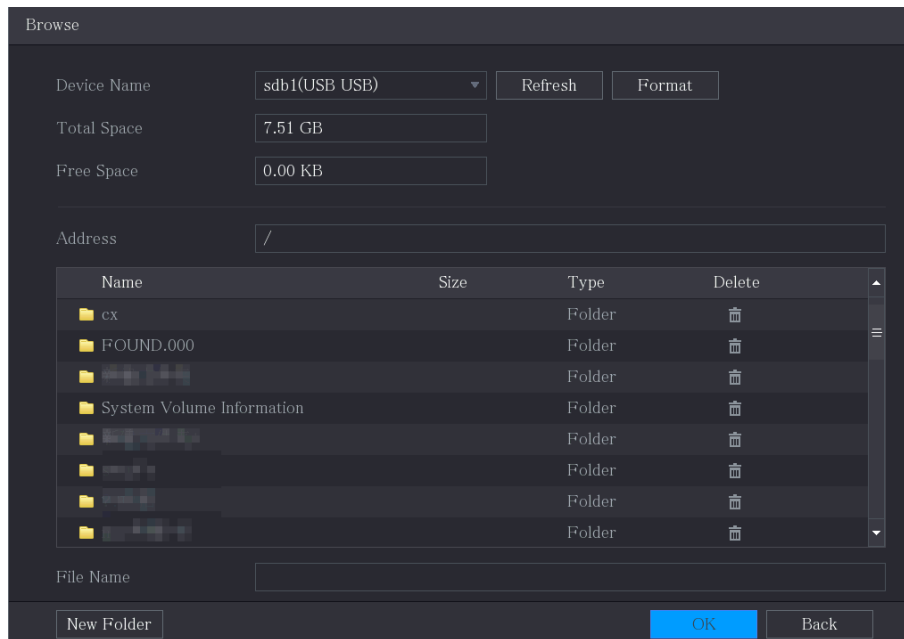 Browse
Device Name sdb1(USB USB) Refresh Format
Total Space 7.51 GB
Free Space 0.00 KB
Address /
Name Size Type Delete
cx Folder
FOUND.000 Folder
Folder
System Volume Information Folder
Folder
Folder
Folder
Folder
File Name
New Folder OK Back